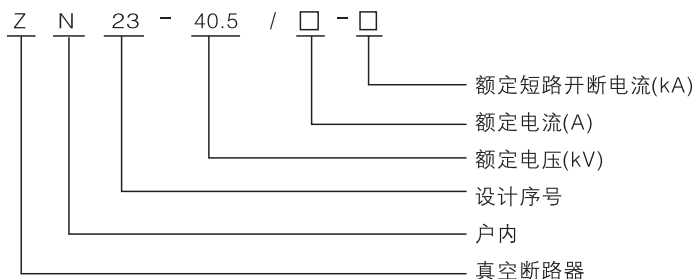 Z N 23 - 40.5 / □ - □
额定短路开断电流(kA)
额定电流(A)
额定电压(kV)
设计序号
户内
真空断路器